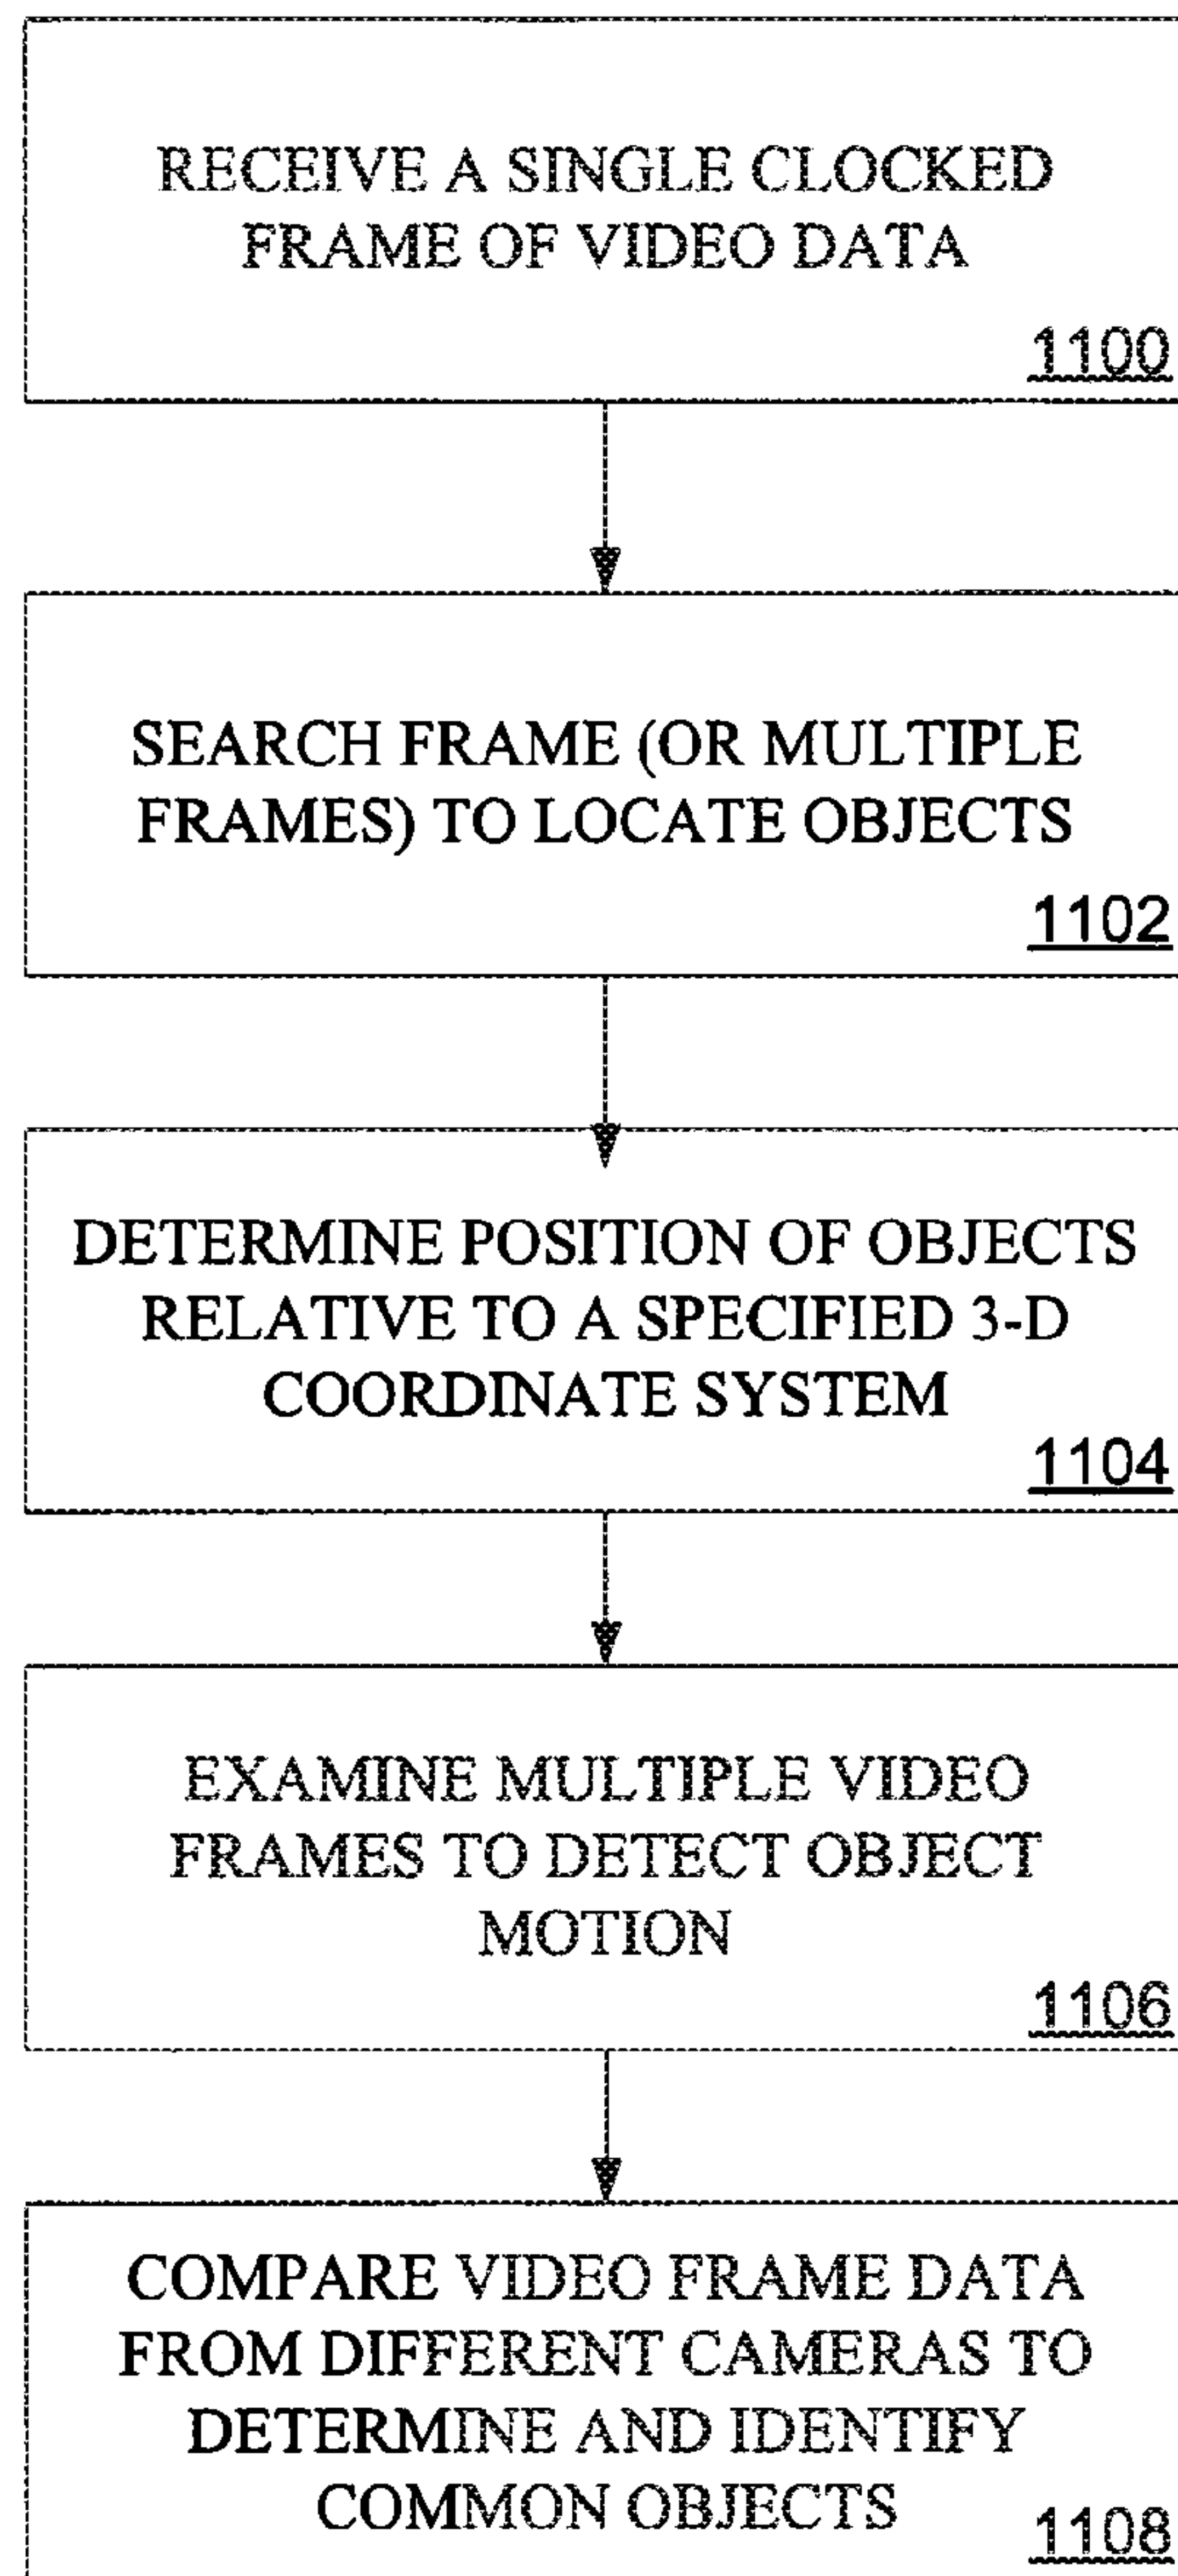 RECEIVE A SINGLE CLOCKED
FRAME OF VIDEO DATA
1100
SEARCH FRAME (OR MULTIPLE
FRAMES) TO LOCATE OBJECTS
1102
DETERMINE POSITION OF OBJECTS
RELATIVE TO A SPECIFIED 3-D
COORDINATE SYSTEM
1104
EXAMINE MULTIPLE VIDEO
FRAMES TO DETECT OBJECT
MOTION
1106
COMPARE VIDEO FRAME DATA
FROM DIFFERENT CAMERAS TO
DETERMINE AND IDENTIFY
COMMON OBJECTS
1108